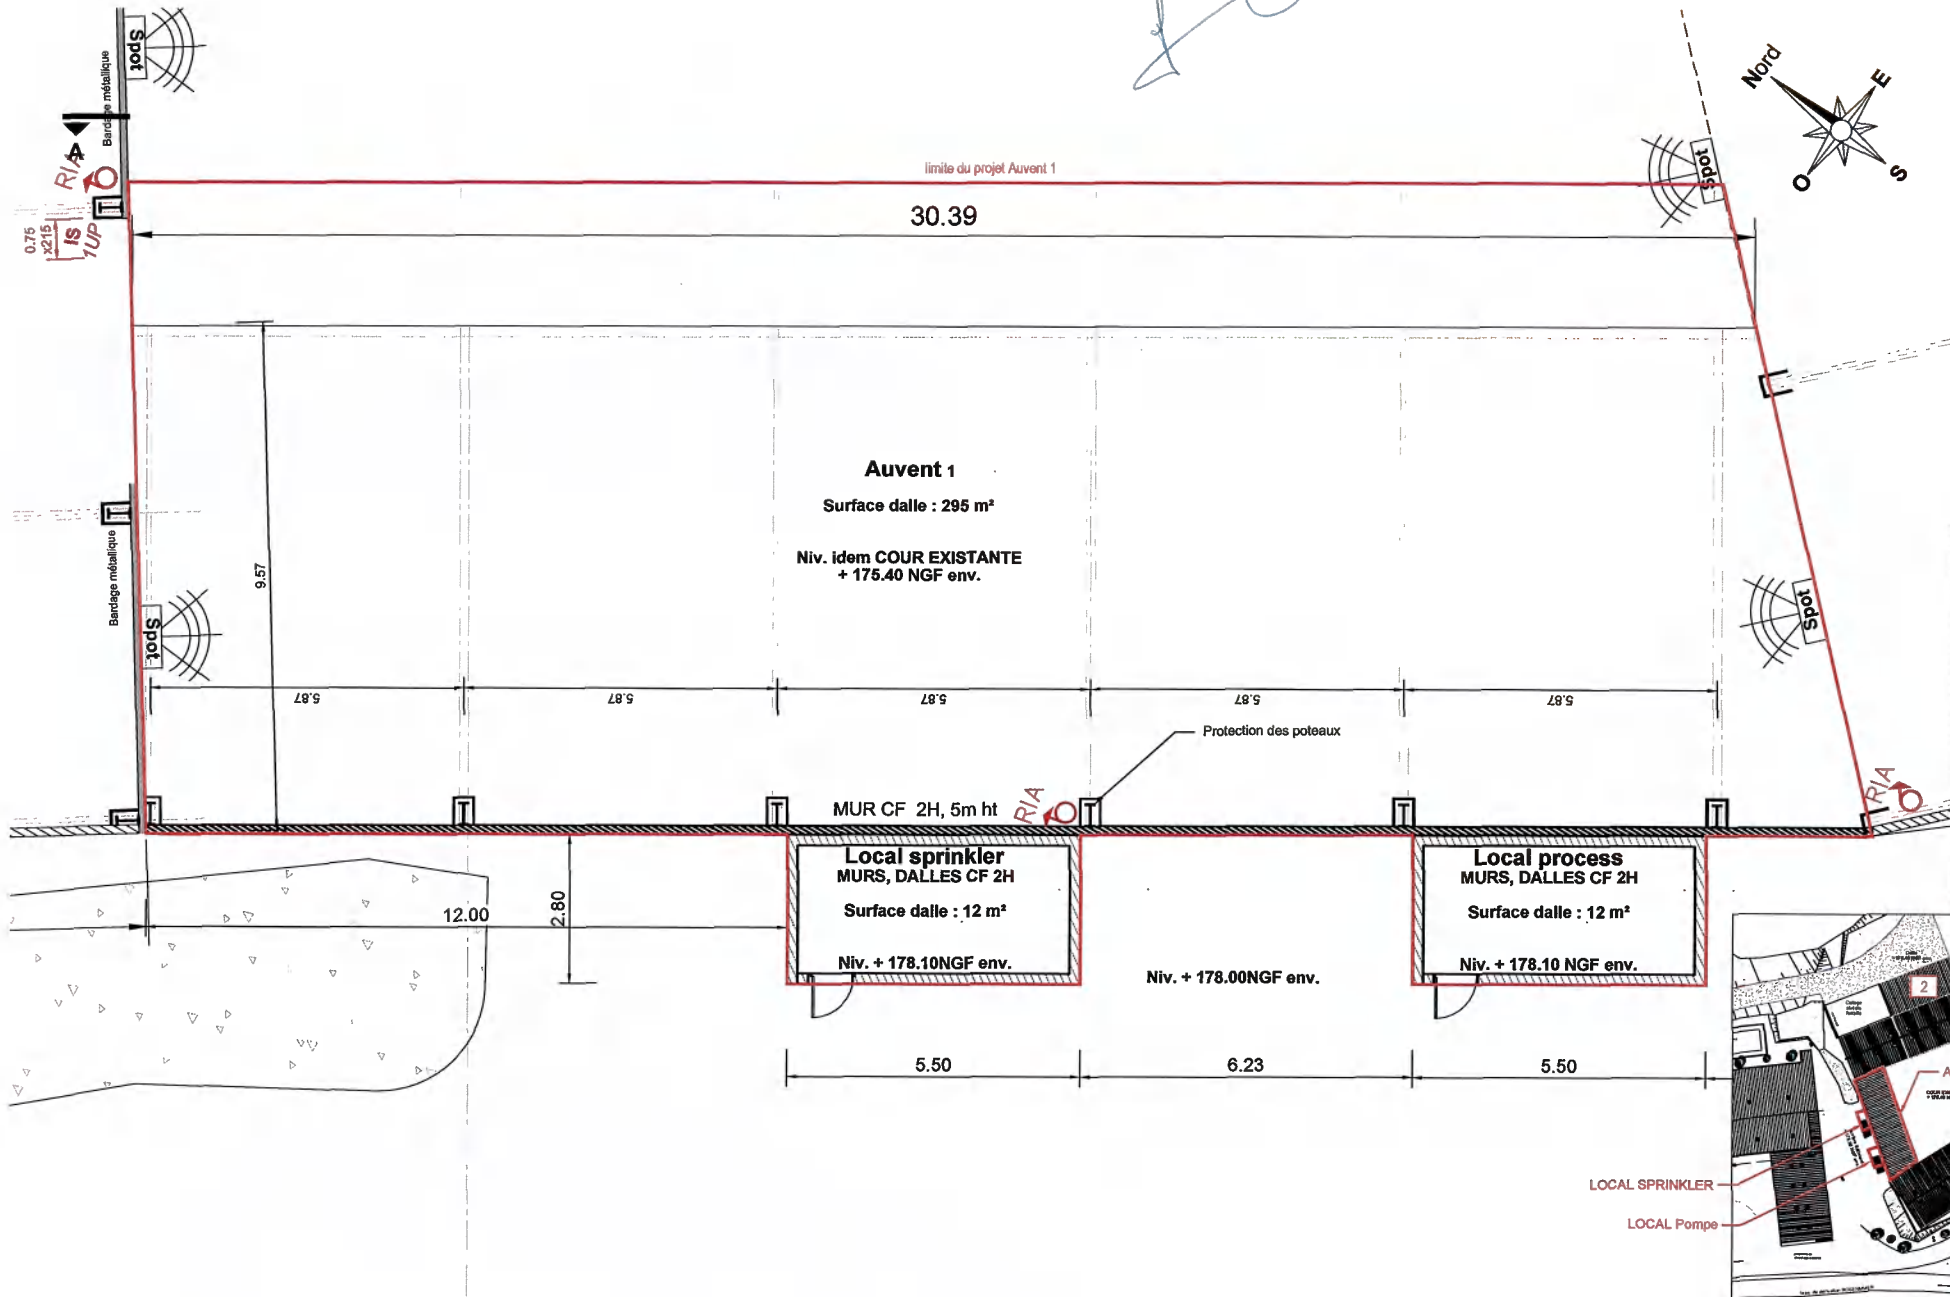 Spot
Bardage métallique
A
RIA
0.75
x215
IS
1UP
limite du projet Auvent 1
30.39
Spot
Nord
E
S
O
Auvent 1
Surface dalle : 295 m²
Niv. idem COUR EXISTANTE
+ 175.40 NGF env.
9.57
Bardage métallique
Spot
Spot
5.87
5.87
5.87
5.87
5.87
Protection des poteaux
MUR CF 2H, 5m ht
RIA
RIA
Local sprinkler
MURS, DALLES CF 2H
Surface dalle : 12 m²
Niv. + 178.10NGF env.
Local process
MURS, DALLES CF 2H
Surface dalle : 12 m²
Niv. + 178.10 NGF env.
12.00
2.80
Niv. + 178.00NGF env.
5.50
6.23
5.50
2
A
LOCAL SPRINKLER
LOCAL Pompe